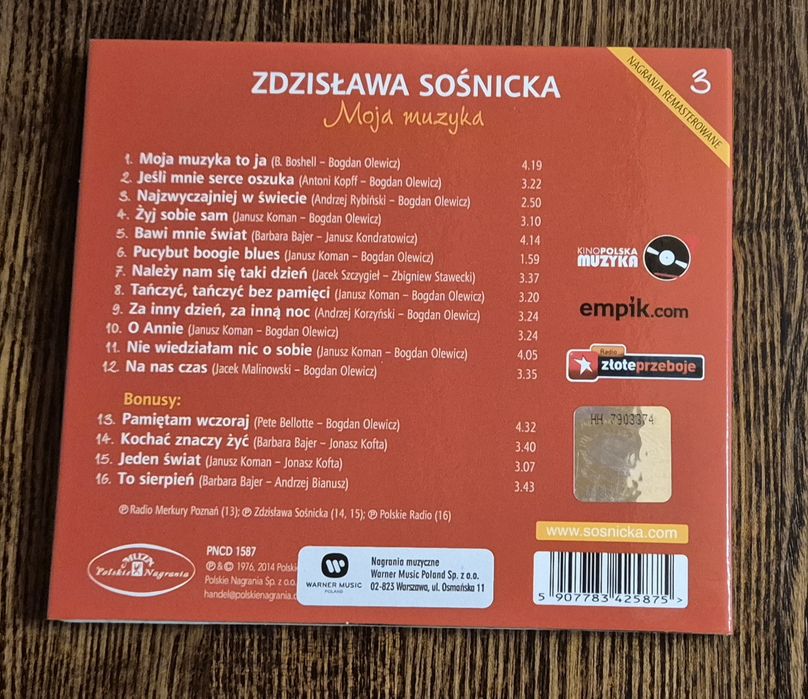 ZDZISŁAWA SOŚNICKA
Moja muzyka
NAGRANIA REMASTEROWANE
3
1. Moja muzyka to ja (B. Boshell – Bogdan Olewicz) 4.19
2. Jeśli mnie serce oszuka (Antoni Kopff – Bogdan Olewicz) 3.22
3. Najzwyczajniej w świecie (Andrzej Rybiński – Bogdan Olewicz) 2.50
4. Żyj sobie sam (Janusz Koman – Bogdan Olewicz) 3.10
5. Bawi mnie świat (Barbara Bajer – Janusz Kondratowicz) 4.14
6. Pucybut boogie blues (Janusz Koman – Bogdan Olewicz) 1.59
7. Należy nam się taki dzień (Jacek Szczygieł – Zbigniew Stawecki) 3.37
8. Tańczyć, tańczyć bez pamięci (Janusz Koman – Bogdan Olewicz) 3.20
9. Za inny dzień, za inną noc (Andrzej Korzyński – Bogdan Olewicz) 3.24
10. O Annie (Janusz Koman – Bogdan Olewicz) 3.24
11. Nie wiedziałam nic o sobie (Janusz Koman – Bogdan Olewicz) 4.05
12. Na nas czas (Jacek Malinowski – Bogdan Olewicz) 3.35
Bonusy:
13. Pamiętam wczoraj (Pete Bellotte – Bogdan Olewicz) 4.32
14. Kochać znaczy żyć (Barbara Bajer – Jonasz Kofta) 3.40
15. Jeden świat (Janusz Koman – Jonasz Kofta) 3.07
16. To sierpień (Barbara Bajer – Andrzej Bianusz) 3.43
℗ Radio Merkury Poznań (13); ℗ Zdzisława Sośnicka (14, 15); ℗ Polskie Radio (16)
KINOPOLSKA
MUZYKA
empik.com
Radio
złoteprzeboje
HH 7903374
www.sosnicka.com
MUZA
Polskie Nagrania
PNCD 1587
℗ & © 1976, 2014 Polskie
Polskie Nagrania Sp. z o.o.
handel@polskienagrania.
WARNER MUSIC
POLAND
Nagrania muzyczne
Warner Music Poland Sp. z o.o.
02-823 Warszawa, ul. Osmańska 11
5 907783 425875 >